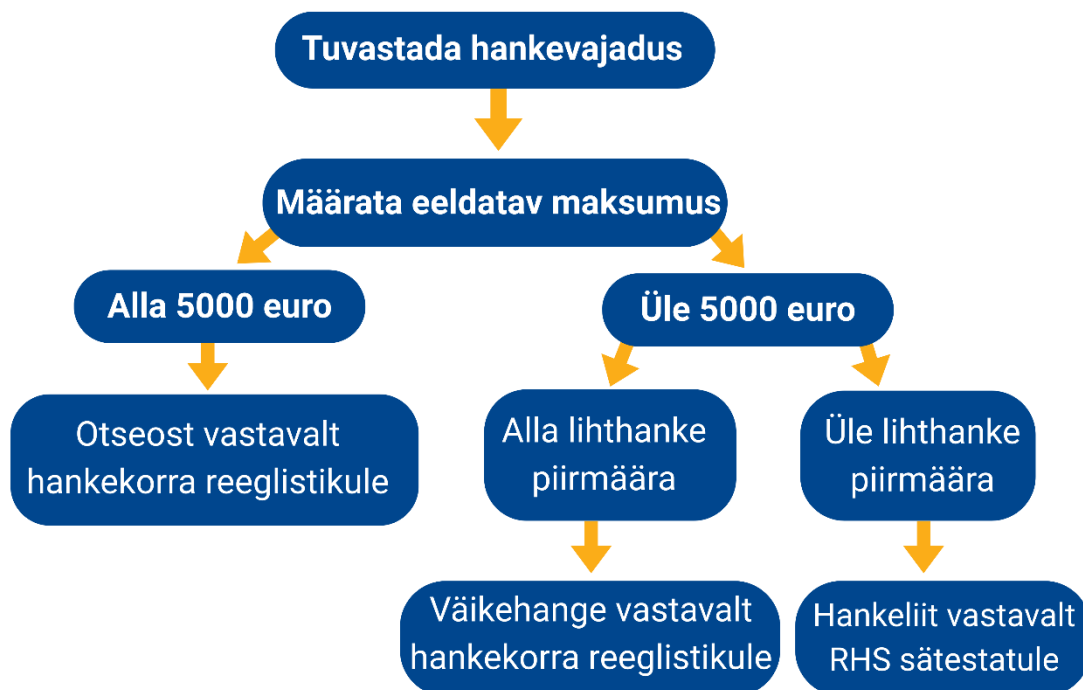 Tuvastada hankevajadus
Määrata eeldatav maksumus
Alla 5000 euro
Üle 5000 euro
Otseost vastavalt
hankekorra reeglistikule
Alla lihthanke
piirmäära
Üle lihthanke
piirmäära
Väikehange vastavalt
hankekorra reeglistikule
Hankeliit vastavalt
RHS sätestatule